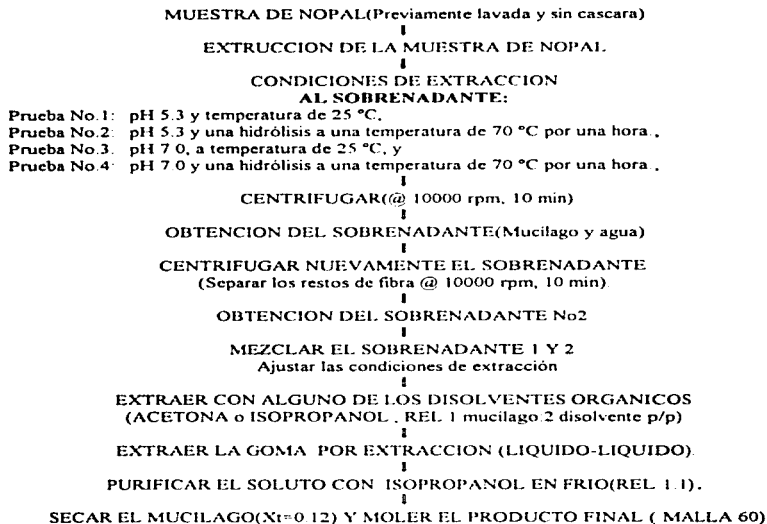 MUESTRA DE NOPAL(Previamente lavada y sin cascara)
EXTRUCCION DE LA MUESTRA DE NOPAL
CONDICIONES DE EXTRACCION
AL SOBRENADANTE:
Prueba No.1: pH 5.3 y temperatura de 25 °C,
Prueba No.2: pH 5.3 y una hidrólisis a una temperatura de 70 °C por una hora.,
Prueba No.3. pH 7.0, a temperatura de 25 °C, y
Prueba No.4: pH 7.0 y una hidrólisis a una temperatura de 70 °C por una hora.,
CENTRIFUGAR(@ 10000 rpm, 10 min)
OBTENCION DEL SOBRENADANTE(Mucilago y agua)
CENTRIFUGAR NUEVAMENTE EL SOBRENADANTE
(Separar los restos de fibra @ 10000 rpm, 10 min).
OBTENCION DEL SOBRENADANTE No2
MEZCLAR EL SOBRENADANTE 1 Y 2
Ajustar las condiciones de extracción
EXTRAER CON ALGUNO DE LOS DISOLVENTES ORGANICOS
(ACETONA o ISOPROPANOL , REL 1 mucilago:2 disolvente p/p)
EXTRAER LA GOMA POR EXTRACCION (LIQUIDO-LIQUIDO).
PURIFICAR EL SOLUTO CON ISOPROPANOL EN FRIO(REL 1:1).
SECAR EL MUCILAGO(Xt=0.12) Y MOLER EL PRODUCTO FINAL ( MALLA 60)